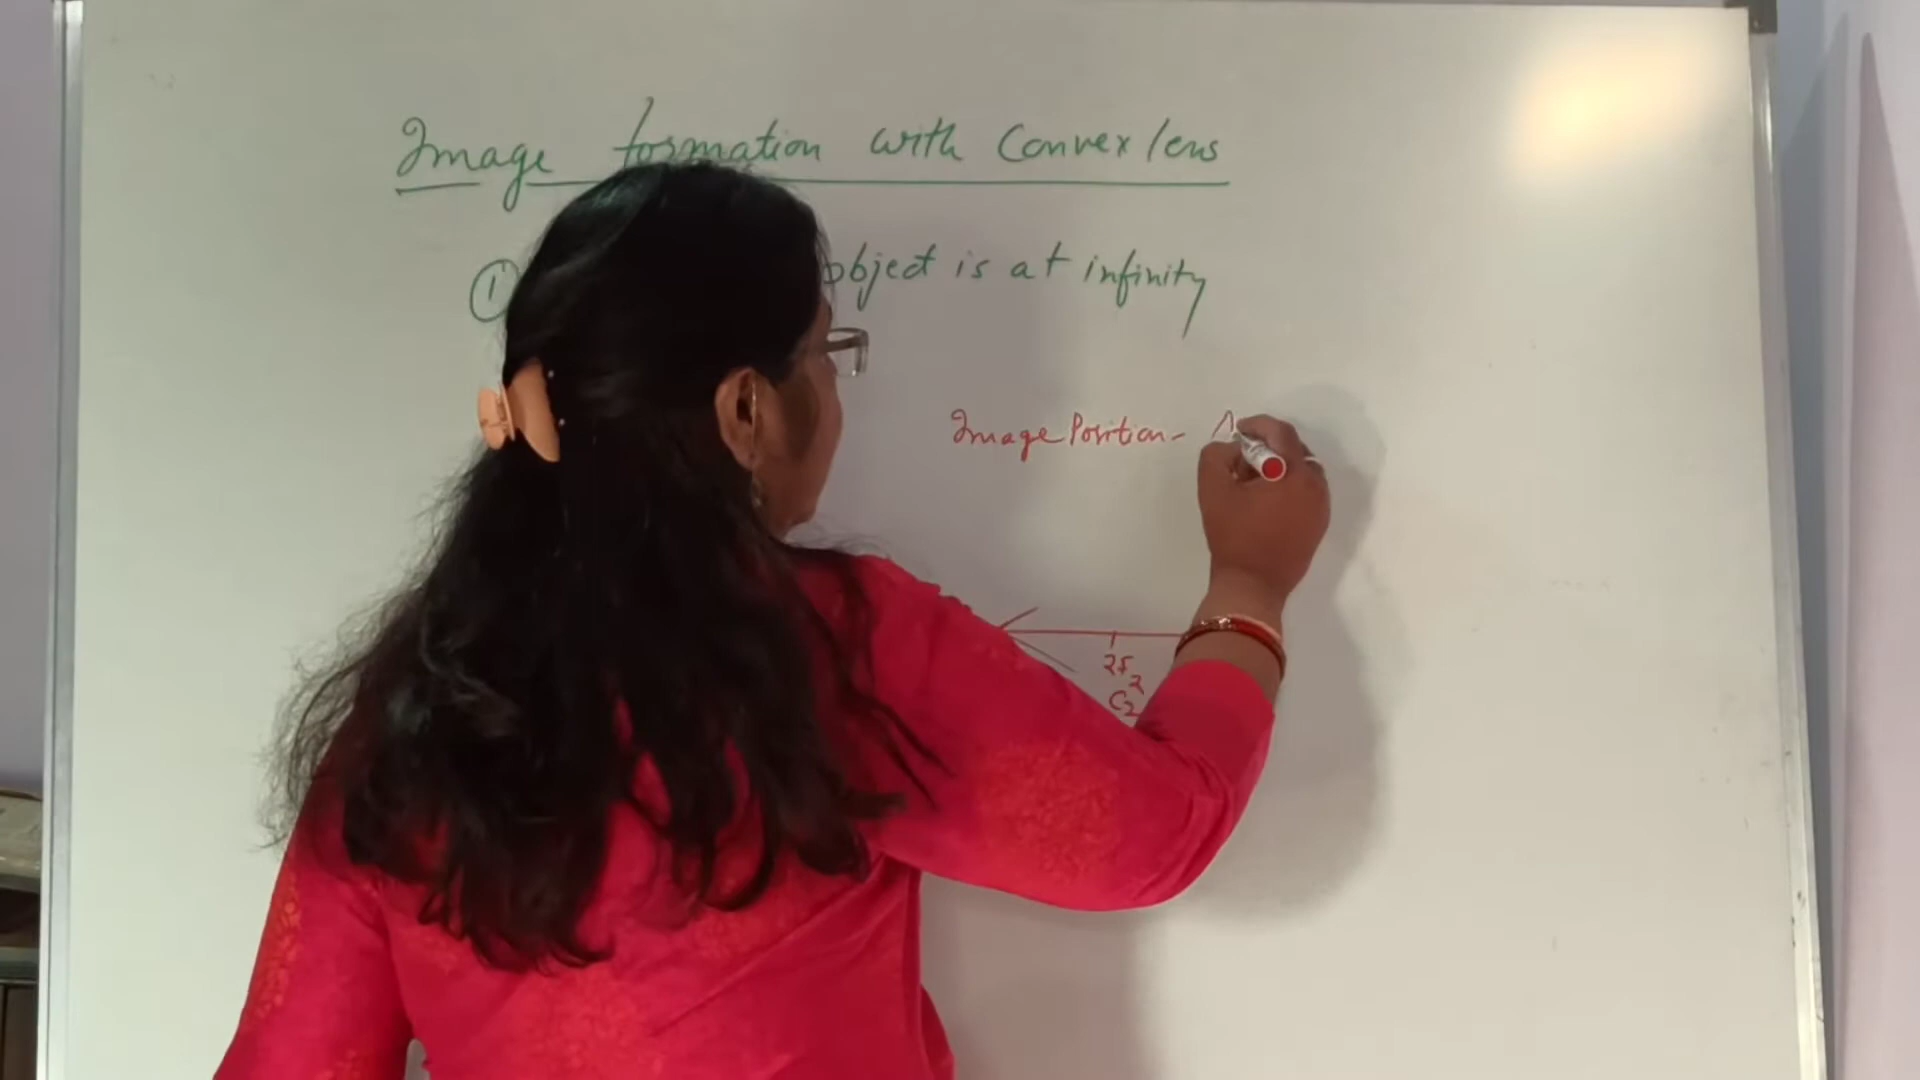 Image formation with Convex lens
① object is at infinity
Image Position - A
2F2
C2